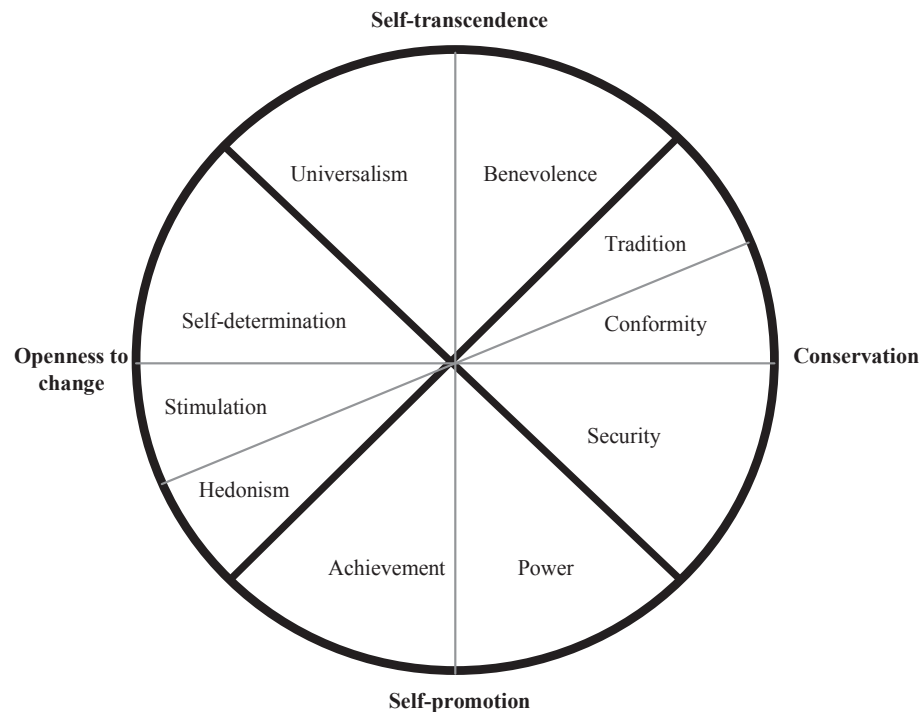 Self-transcendence
Universalism
Benevolence
Tradition
Self-determination
Conformity
Openness to
change
Conservation
Stimulation
Security
Hedonism
Achievement
Power
Self-promotion